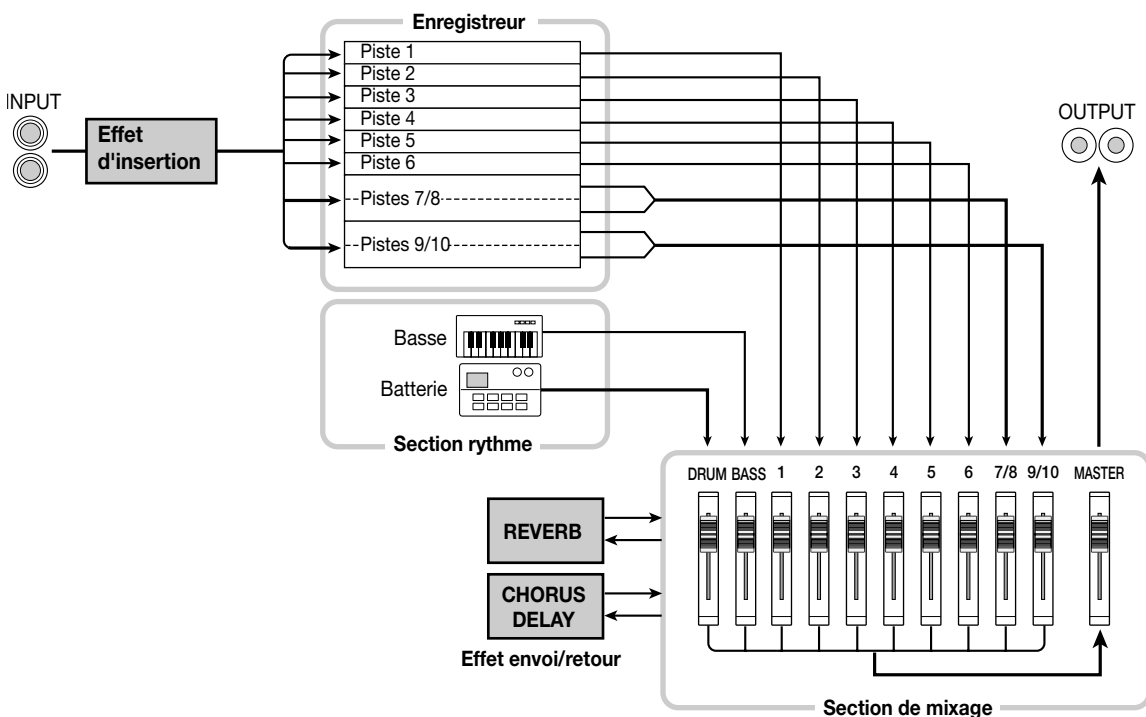 Enregistreur
Piste 1
Piste 2
Piste 3
Piste 4
Piste 5
Piste 6
Pistes 7/8
Pistes 9/10
INPUT
Effet
d'insertion
OUTPUT
Basse
Batterie
Section rythme
DRUM BASS 1 2 3 4 5 6 7/8 9/10 MASTER
REVERB
CHORUS
DELAY
Effet envoi/retour
Section de mixage